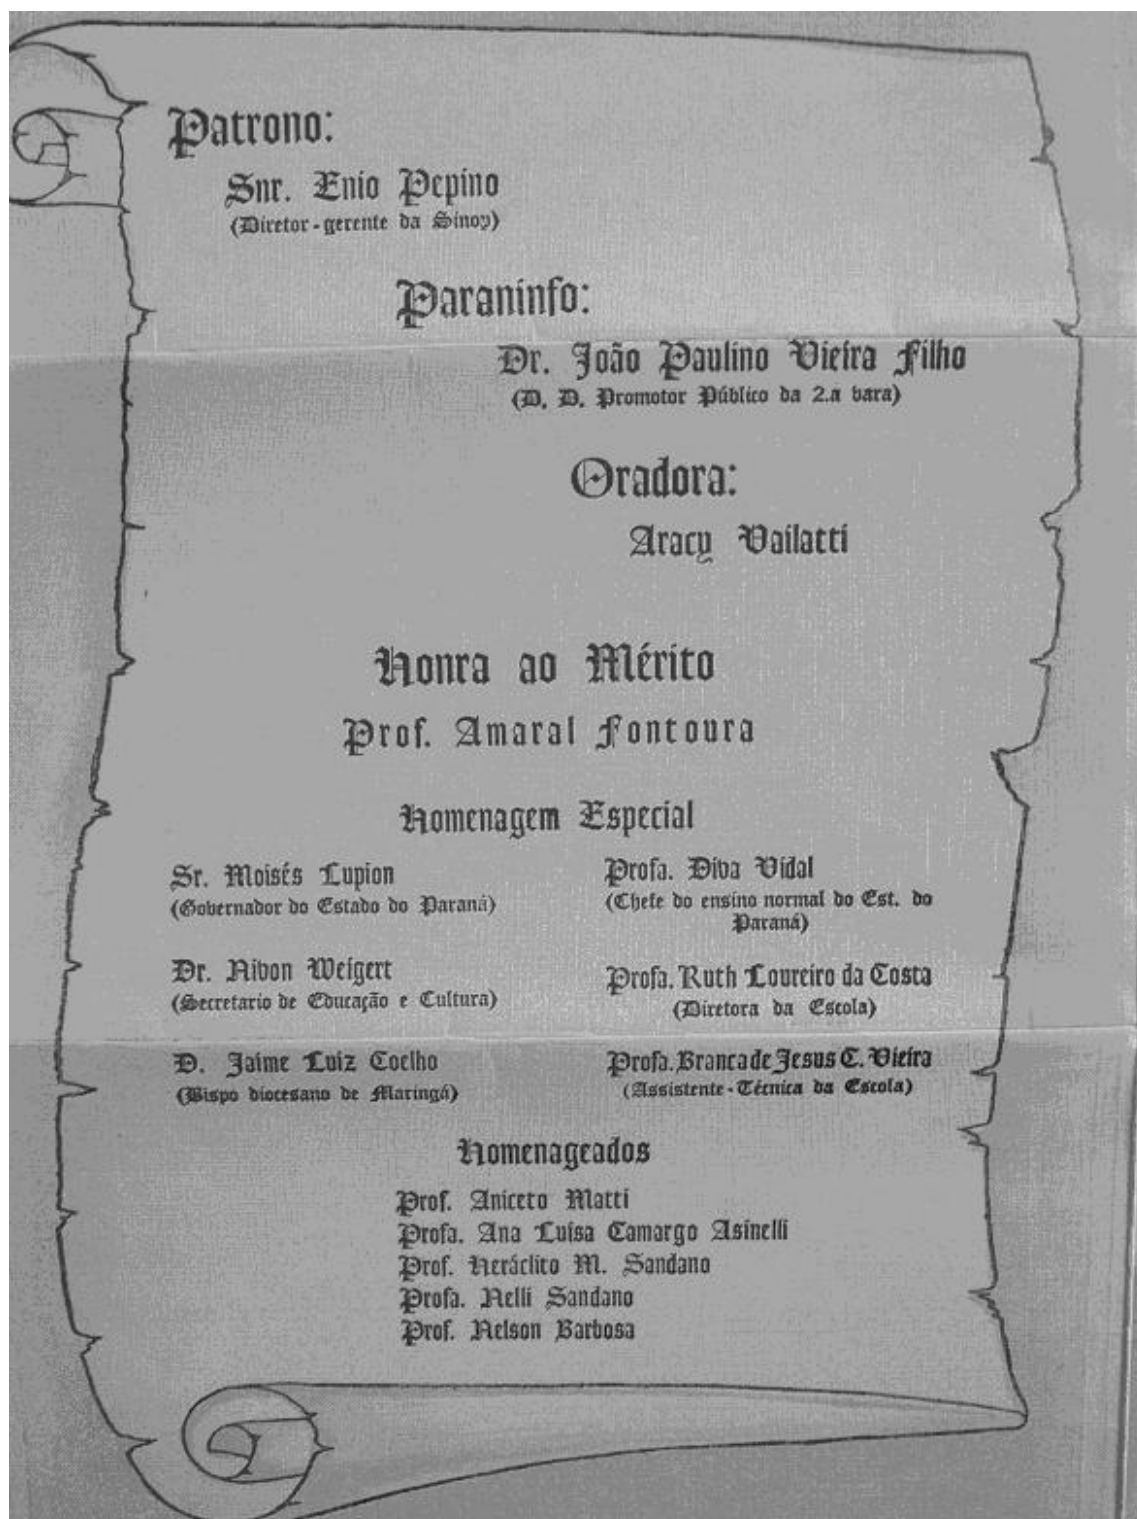 Patrono:
Snr. Enio Pepino
(Diretor-gerente da Sinop)
Paraninfo:
Dr. João Paulino Vieira Filho
(D. D. Promotor Público da 2.a vara)
Oradora:
Aracy Vailatti
Honra ao Mérito
Prof. Amaral Fontoura
Homenagem Especial
Sr. Moisés Lupion
(Governador do Estado do Paraná)
Dr. Nivon Weigert
(Secretario de Educação e Cultura)
D. Jaime Luiz Coelho
(Bispo diocesano de Maringá)
Profa. Diva Vidal
(Chefe do ensino normal do Est. do
Paraná)
Profa. Ruth Loureiro da Costa
(Diretora da Escola)
Profa. Branca de Jesus C. Vieira
(Assistente-Técnica da Escola)
Homenageados
Prof. Aniceto Matti
Profa. Ana Luísa Camargo Asinelli
Prof. Heráclito M. Sandano
Profa. Nelli Sandano
Prof. Nelson Barbosa